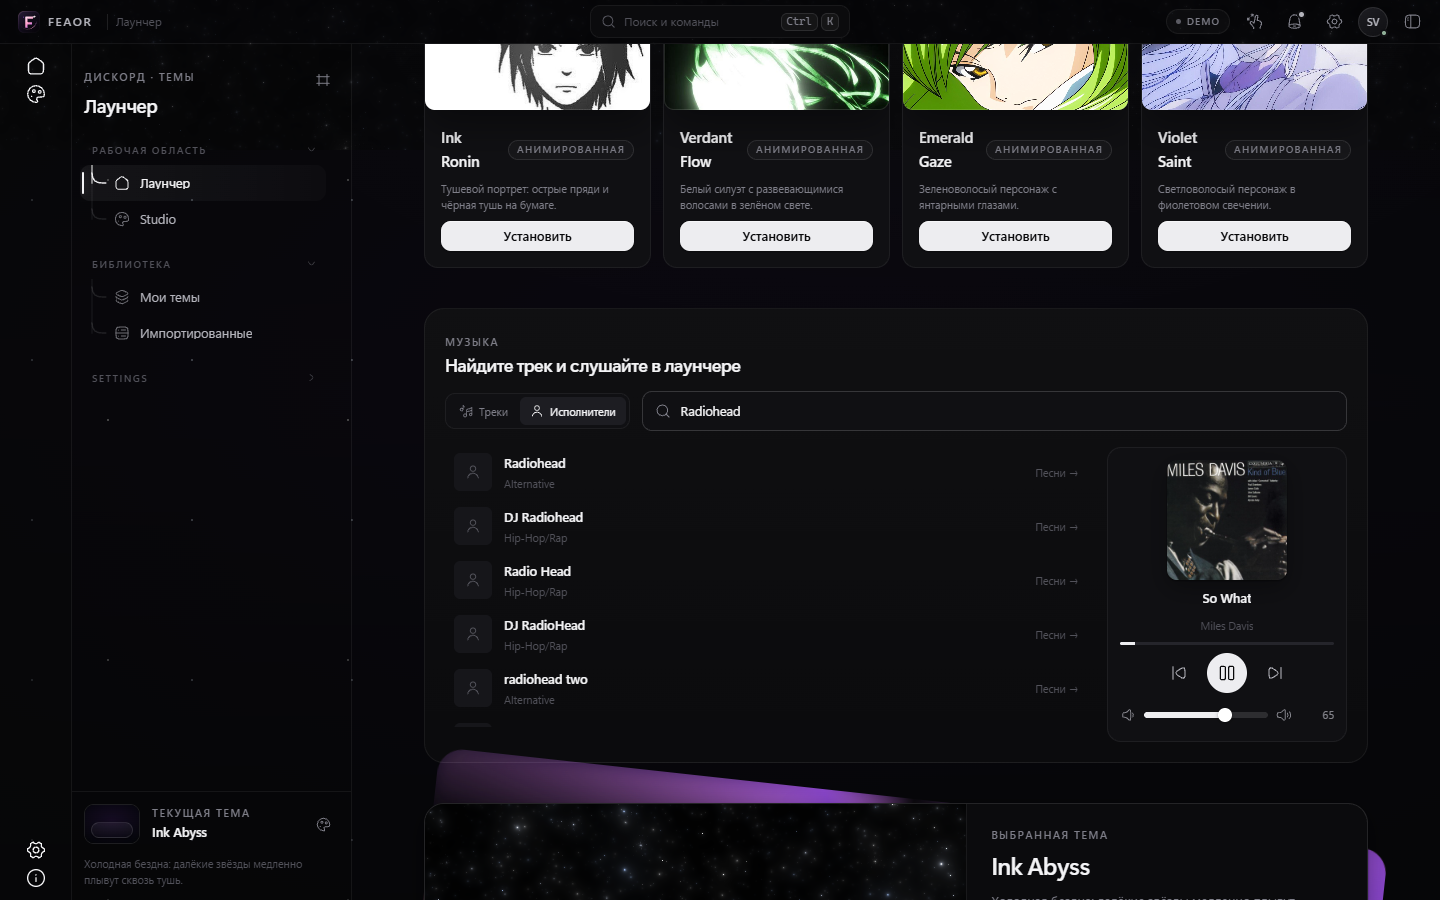 FEAOR
Лаунчер
Поиск и команды
Ctrl K
DEMO
SV
ДИСКОРД · ТЕМЫ
Лаунчер
РАБОЧАЯ ОБЛАСТЬ
Лаунчер
Studio
БИБЛИОТЕКА
Мои темы
Импортированные
SETTINGS
ТЕКУЩАЯ ТЕМА
Ink Abyss
Холодная бездна: далёкие звёзды медленно
плывут сквозь тушь.
Ink
Ronin
АНИМИРОВАННАЯ
Тушевой портрет: острые пряди и
чёрная тушь на бумаге.
Установить
Verdant
Flow
АНИМИРОВАННАЯ
Белый силуэт с развевающимися
волосами в зелёном свете.
Установить
Emerald
Gaze
АНИМИРОВАННАЯ
Зеленоволосый персонаж с
янтарными глазами.
Установить
Violet
Saint
АНИМИРОВАННАЯ
Светловолосый персонаж в
фиолетовом свечении.
Установить
МУЗЫКА
Найдите трек и слушайте в лаунчере
Треки
Исполнители
Radiohead
Radiohead
Alternative
Песни →
DJ Radiohead
Hip-Hop/Rap
Песни →
Radio Head
Hip-Hop/Rap
Песни →
DJ RadioHead
Hip-Hop/Rap
Песни →
radiohead two
Alternative
Песни →
MILES DAVIS
Kind of Blue
So What
Miles Davis
65
ВЫБРАННАЯ ТЕМА
Ink Abyss
Холодная бездна: далёкие звёзды медленно плывут